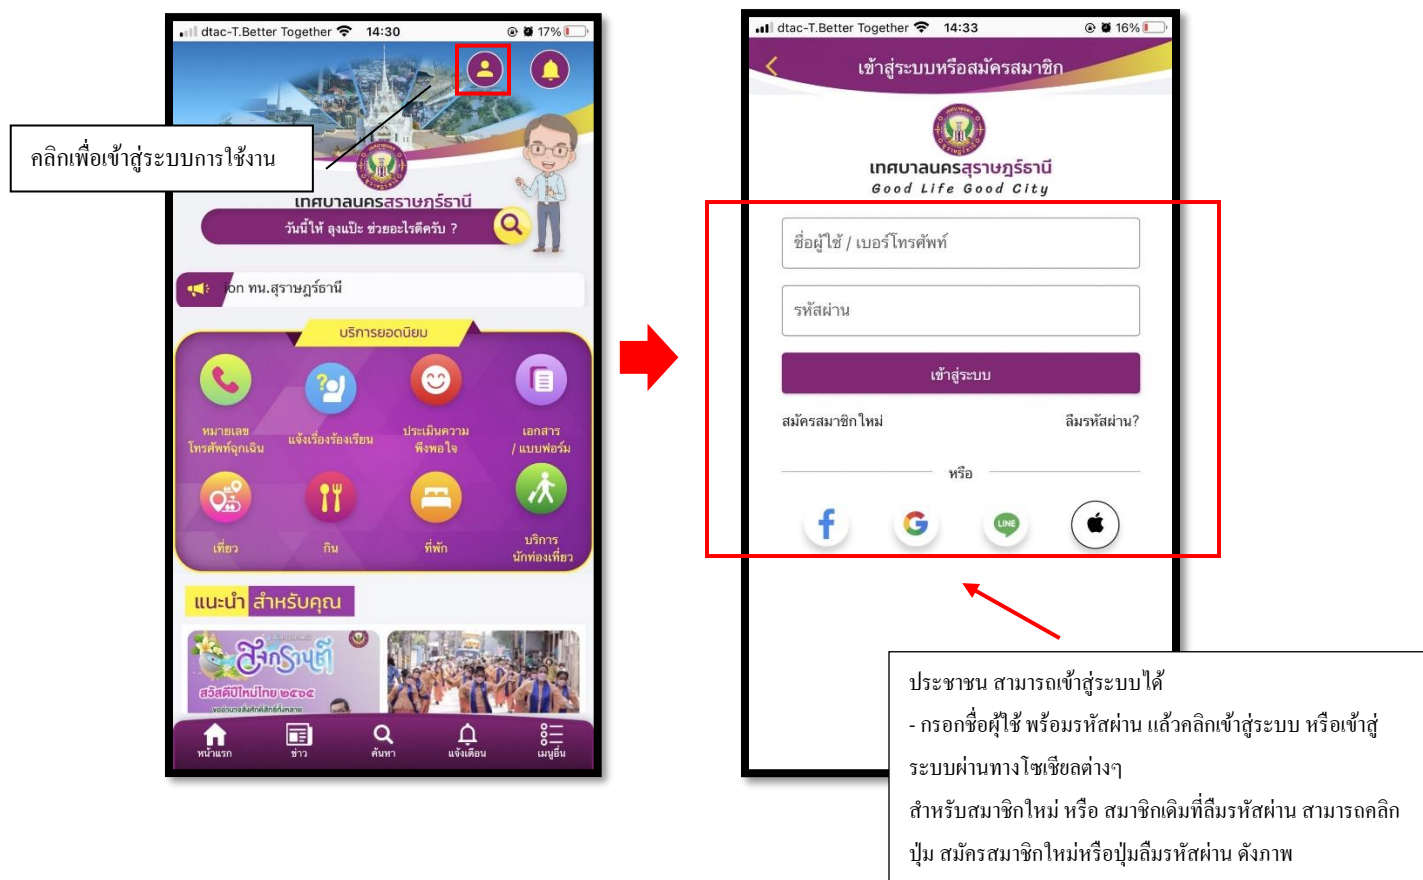 dtac-T.Better Together 14:30 17%
คลิกเพื่อเข้าสู่ระบบการใช้งาน
เทศบาลนครสุราษฎร์ธานี
วันนี้ให้ ลุงแป๊ะ ช่วยอะไรดีครับ ?
ion ทน.สุราษฎร์ธานี
บริการยอดนิยม
หมายเลข
โทรศัพท์ฉุกเฉิน
แจ้งเรื่องร้องเรียน
ประเมินความ
พึงพอใจ
เอกสาร
/ แบบฟอร์ม
เที่ยว
กิน
ที่พัก
บริการ
นักท่องเที่ยว
แนะนำ สำหรับคุณ
สงกรานต์
สวัสดีปีใหม่ไทย ๒๕๖๕
ขออำนาจสิ่งศักดิ์สิทธิ์ทั้งหลาย
หน้าแรก
ข่าว
ค้นหา
แจ้งเตือน
เมนูอื่น
dtac-T.Better Together 14:33 16%
เข้าสู่ระบบหรือสมัครสมาชิก
เทศบาลนครสุราษฎร์ธานี
Good Life Good City
ชื่อผู้ใช้ / เบอร์โทรศัพท์
รหัสผ่าน
เข้าสู่ระบบ
สมัครสมาชิกใหม่
ลืมรหัสผ่าน?
หรือ
LINE
ประชาชน สามารถเข้าสู่ระบบได้
- กรอกชื่อผู้ใช้ พร้อมรหัสผ่าน แล้วคลิกเข้าสู่ระบบ หรือเข้าสู่
ระบบผ่านทางโซเชียลต่างๆ
สำหรับสมาชิกใหม่ หรือ สมาชิกเดิมที่ลืมรหัสผ่าน สามารถคลิก
ปุ่ม สมัครสมาชิกใหม่หรือปุ่มลืมรหัสผ่าน ดังภาพ